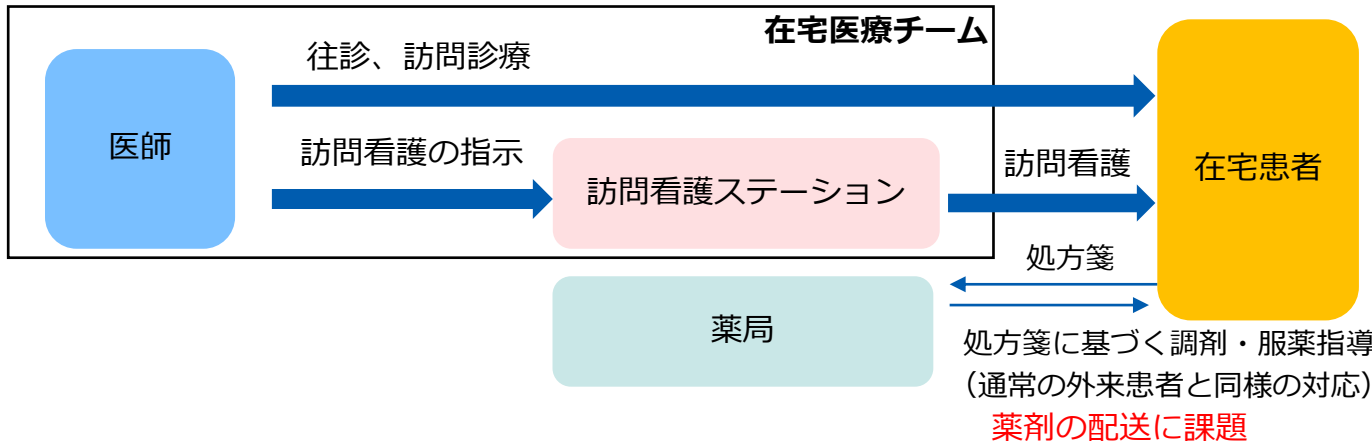 在宅医療チーム
往診、訪問診療
医師
訪問看護の指示
訪問看護ステーション
訪問看護
在宅患者
処方箋
薬局
処方箋に基づく調剤・服薬指導
（通常の外来患者と同様の対応）
薬剤の配送に課題